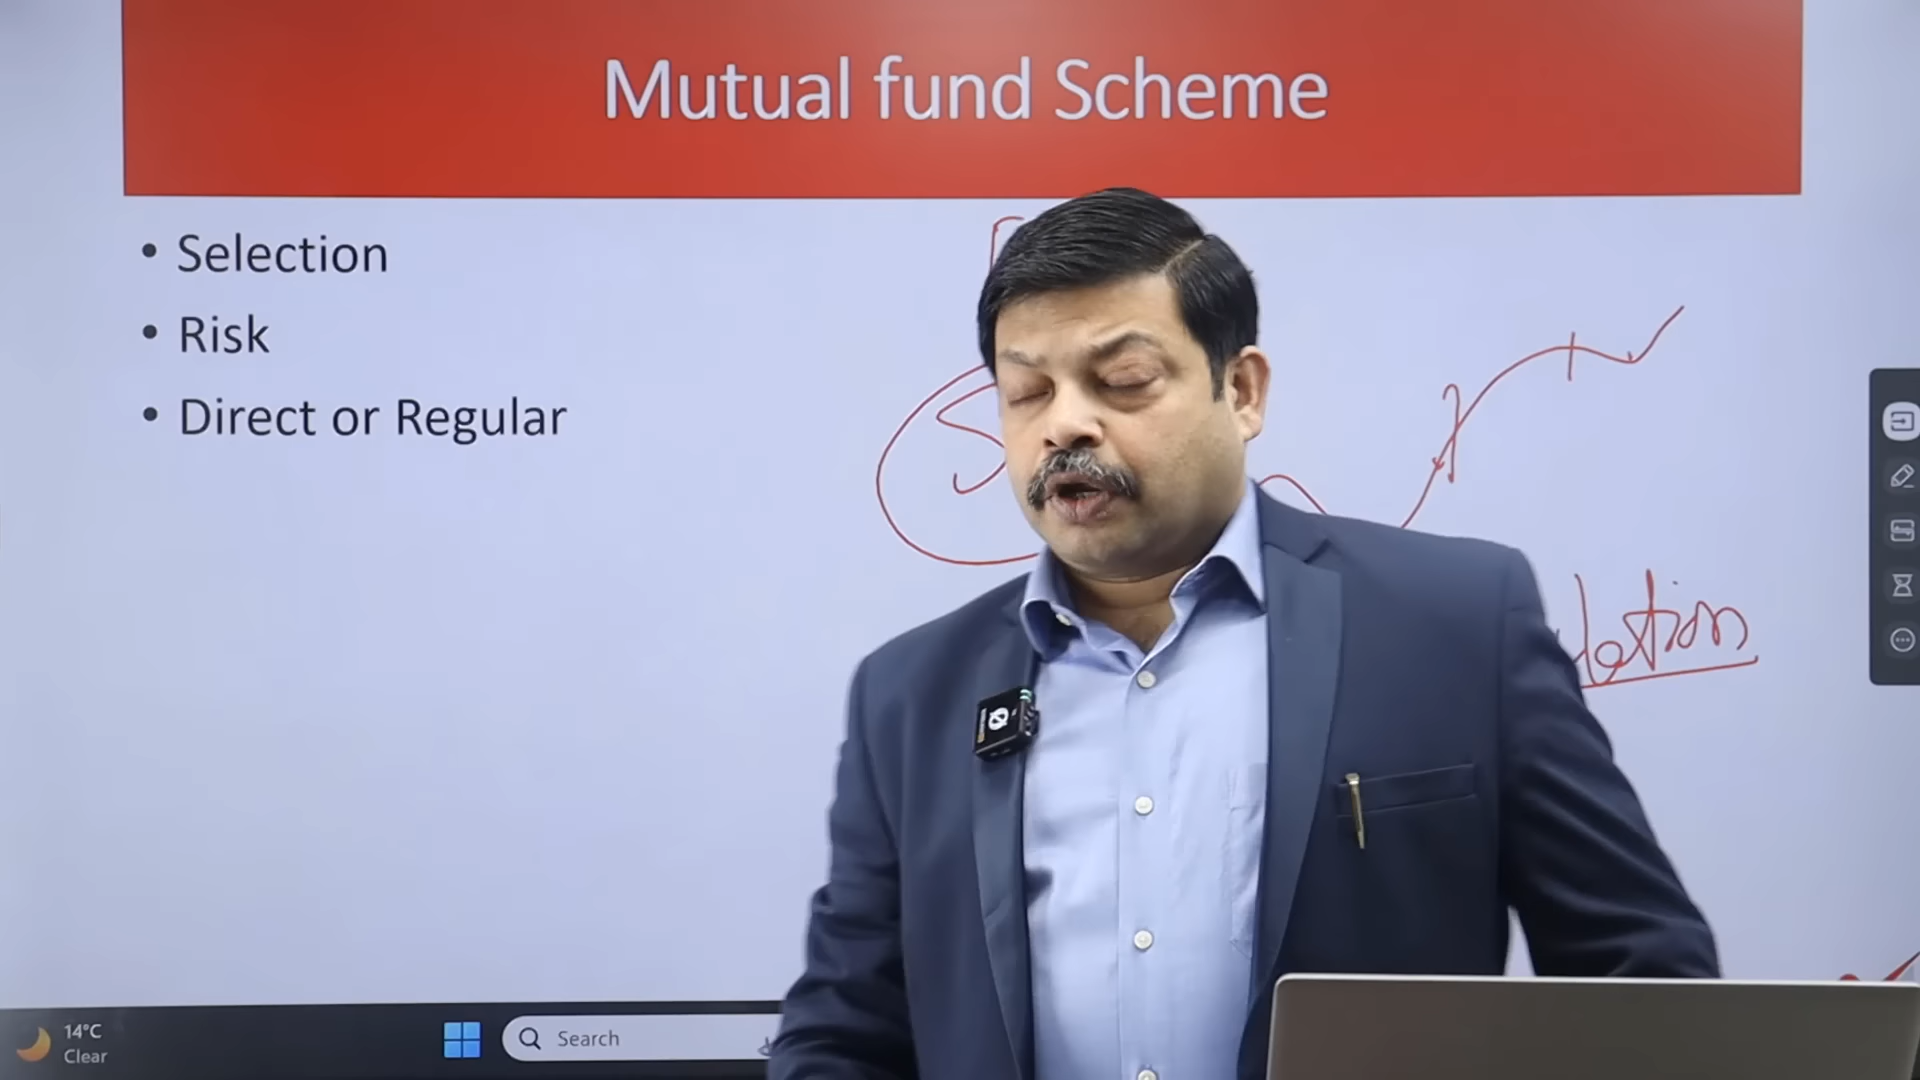 Mutual fund Scheme
• Selection
• Risk
• Direct or Regular
14°C
Clear
Search